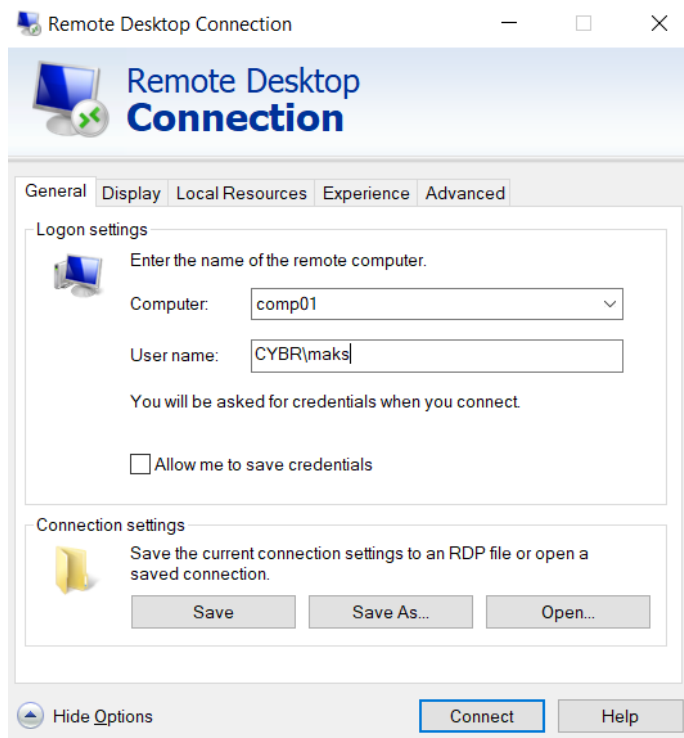 Remote Desktop Connection
Remote Desktop
Connection
General Display Local Resources Experience Advanced
Logon settings
Enter the name of the remote computer.
Computer: comp01
User name: CYBR\maks
You will be asked for credentials when you connect.
Allow me to save credentials
Connection settings
Save the current connection settings to an RDP file or open a
saved connection.
Save Save As... Open...
Hide Options Connect Help